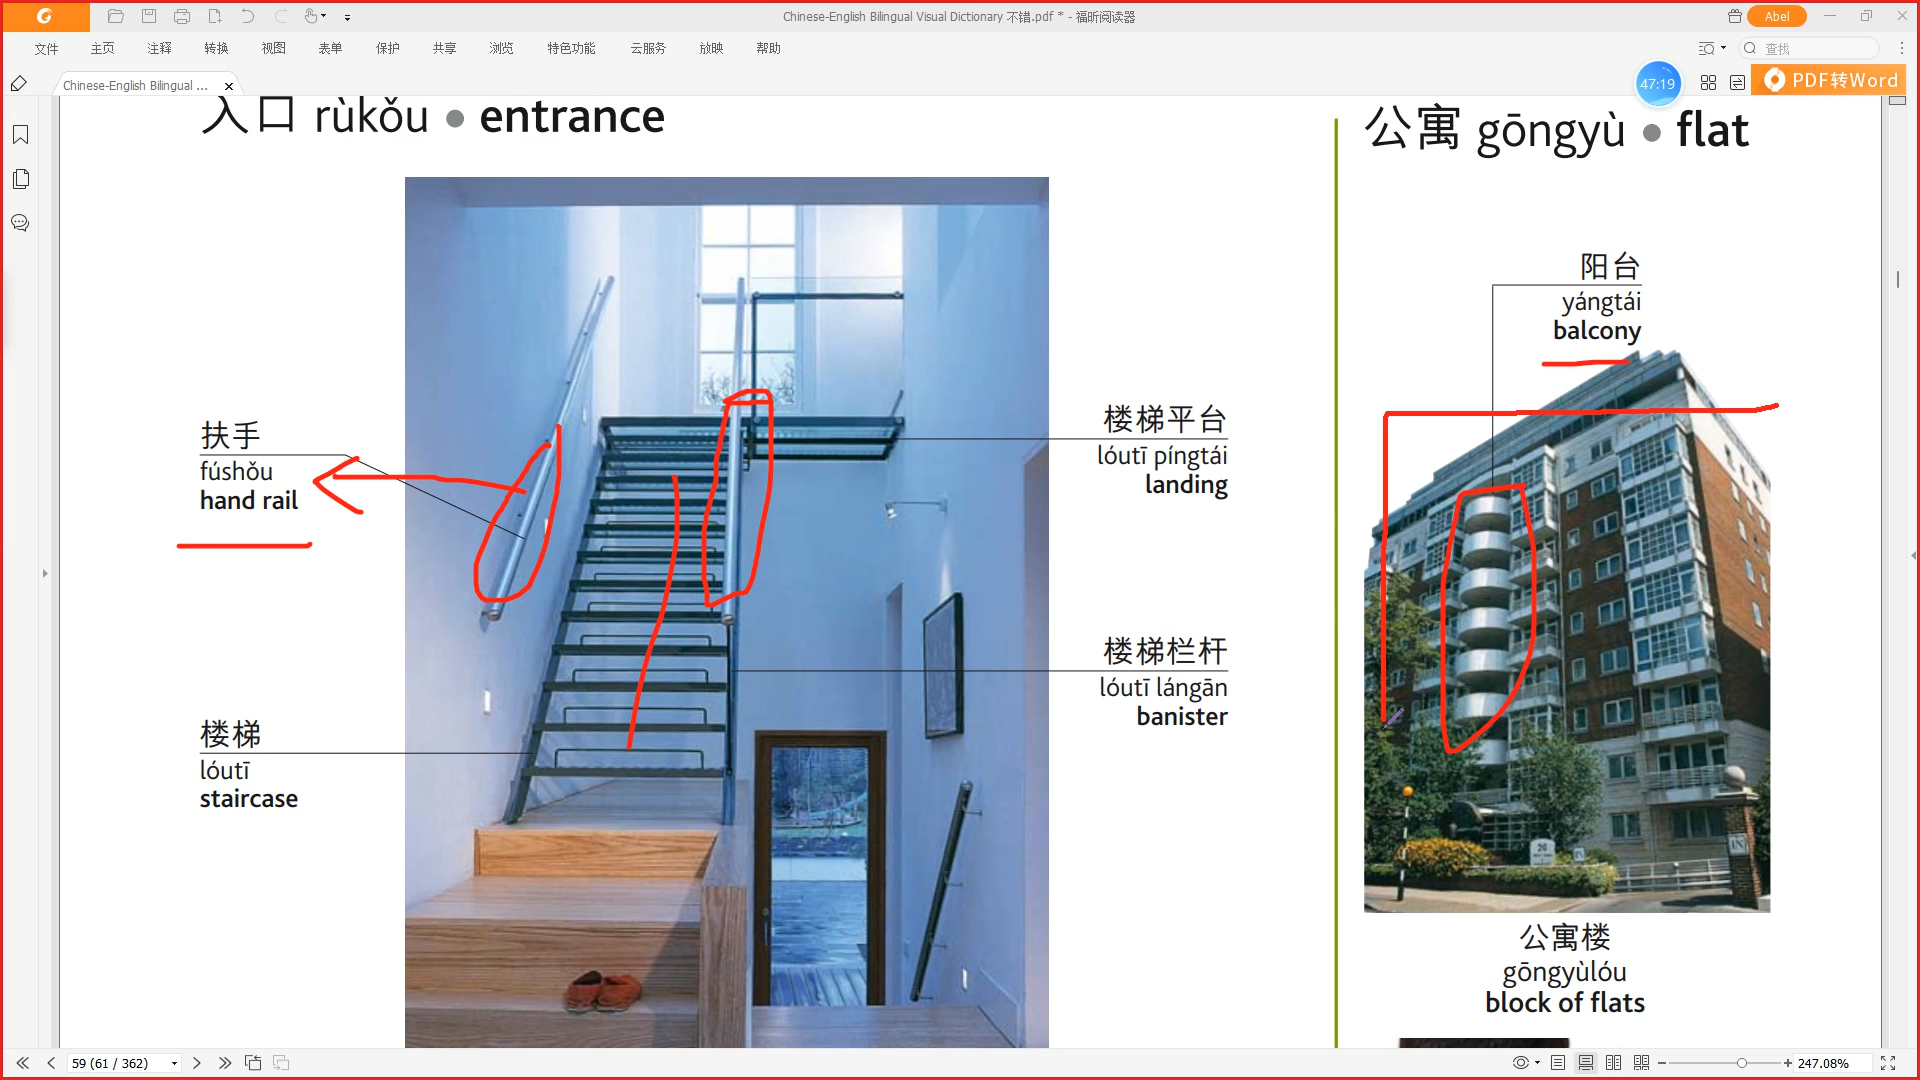 Chinese-English Bilingual Visual Dictionary 不错.pdf * - 福昕阅读器
Abel
文件 主页 注释 转换 视图 表单 保护 共享 浏览 特色功能 云服务 放映 帮助
查找
Chinese-English Bilingual ...
47:19
PDF转Word
入口 rùkǒu ● entrance
扶手
fúshǒu
hand rail
楼梯
lóutī
staircase
楼梯平台
lóutī píngtái
landing
楼梯栏杆
lóutī lángān
banister
公寓 gōngyù ● flat
阳台
yángtái
balcony
20
公寓楼
gōngyùlóu
block of flats
59 (61 / 362)
247.08%